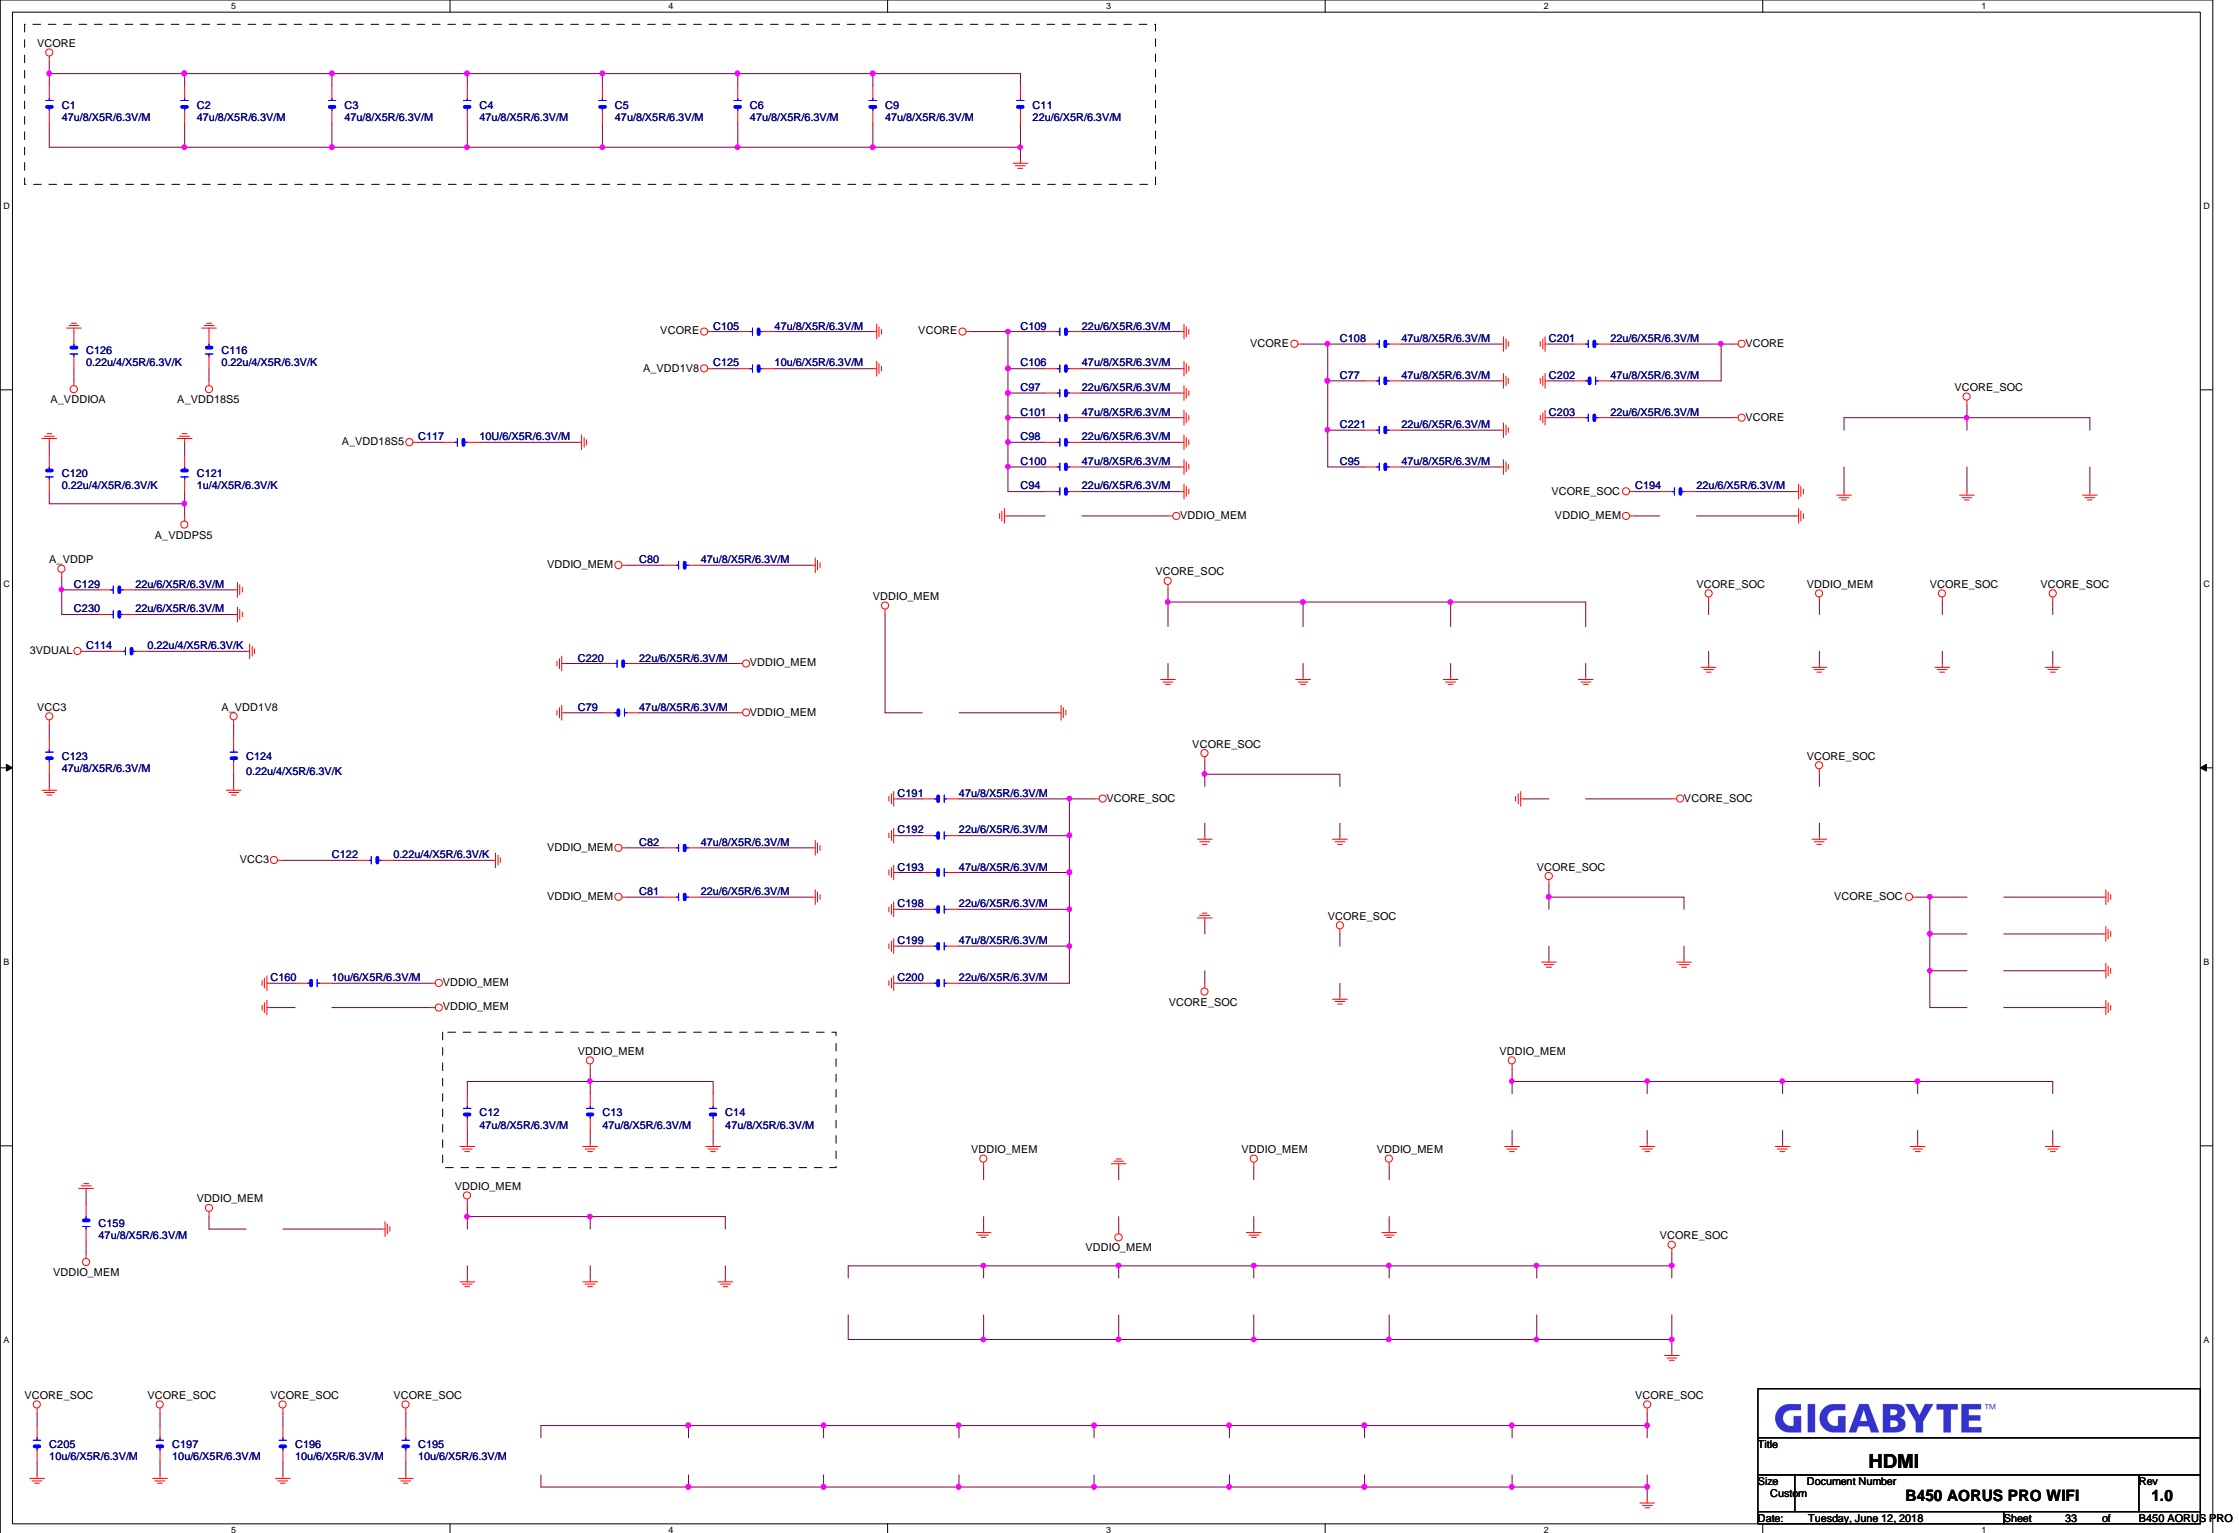 5 4 3 2 1
VCORE
C1 C2 C3 C4 C5 C6 C9 C11
47u/8/X5R/6.3V/M 47u/8/X5R/6.3V/M 47u/8/X5R/6.3V/M 47u/8/X5R/6.3V/M 47u/8/X5R/6.3V/M 47u/8/X5R/6.3V/M 47u/8/X5R/6.3V/M 22u/6/X5R/6.3V/M
D D
C126
0.22u/4/X5R/6.3V/K
A_VDDIOA
C116
0.22u/4/X5R/6.3V/K
A_VDD18S5
VCORE C105 47u/8/X5R/6.3V/M
A_VDD1V8 C125 10u/6/X5R/6.3V/M
A_VDD18S5 C117 10U/6/X5R/6.3V/M
VCORE C109 22u/6/X5R/6.3V/M
C106 47u/8/X5R/6.3V/M
C97 22u/6/X5R/6.3V/M
C101 47u/8/X5R/6.3V/M
C98 22u/6/X5R/6.3V/M
C100 47u/8/X5R/6.3V/M
C94 22u/6/X5R/6.3V/M
VDDIO_MEM
VCORE C108 47u/8/X5R/6.3V/M
C77 47u/8/X5R/6.3V/M
C221 22u/6/X5R/6.3V/M
C95 47u/8/X5R/6.3V/M
C201 22u/6/X5R/6.3V/M VCORE
C202 47u/8/X5R/6.3V/M
C203 22u/6/X5R/6.3V/M VCORE
VCORE_SOC
VCORE_SOC C194 22u/6/X5R/6.3V/M
VDDIO_MEM
C120
0.22u/4/X5R/6.3V/K
C121
1u/4/X5R/6.3V/K
A_VDDPS5
C C
A_VDDP
C129 22u/6/X5R/6.3V/M
C230 22u/6/X5R/6.3V/M
3VDUAL C114 0.22u/4/X5R/6.3V/K
VDDIO_MEM C80 47u/8/X5R/6.3V/M
C220 22u/6/X5R/6.3V/M VDDIO_MEM
C79 47u/8/X5R/6.3V/M VDDIO_MEM
VDDIO_MEM
VCORE_SOC
VCORE_SOC VDDIO_MEM VCORE_SOC VCORE_SOC
VCC3
C123
47u/8/X5R/6.3V/M
A_VDD1V8
C124
0.22u/4/X5R/6.3V/K
VCC3 C122 0.22u/4/X5R/6.3V/K
VDDIO_MEM C82 47u/8/X5R/6.3V/M
VDDIO_MEM C81 22u/6/X5R/6.3V/M
C191 47u/8/X5R/6.3V/M VCORE_SOC
C192 22u/6/X5R/6.3V/M
C193 47u/8/X5R/6.3V/M
C198 22u/6/X5R/6.3V/M
C199 47u/8/X5R/6.3V/M
C200 22u/6/X5R/6.3V/M
VCORE_SOC
VCORE_SOC
VCORE_SOC
VCORE_SOC
VCORE_SOC
VCORE_SOC
VCORE_SOC
B B
C160 10u/6/X5R/6.3V/M VDDIO_MEM
VDDIO_MEM
VDDIO_MEM
C12 C13 C14
47u/8/X5R/6.3V/M 47u/8/X5R/6.3V/M 47u/8/X5R/6.3V/M
VDDIO_MEM
VDDIO_MEM VDDIO_MEM VDDIO_MEM
VDDIO_MEM
C159
47u/8/X5R/6.3V/M
VDDIO_MEM
VDDIO_MEM
VDDIO_MEM
VCORE_SOC
A A
VCORE_SOC VCORE_SOC VCORE_SOC VCORE_SOC VCORE_SOC
C205 C197 C196 C195
10u/6/X5R/6.3V/M 10u/6/X5R/6.3V/M 10u/6/X5R/6.3V/M 10u/6/X5R/6.3V/M
GIGABYTE™
Title
HDMI
Size Document Number Rev
Custom B450 AORUS PRO WIFI 1.0
Date: Tuesday, June 12, 2018 Sheet 33 of B450 AORUS PRO
5 4 3 2 1